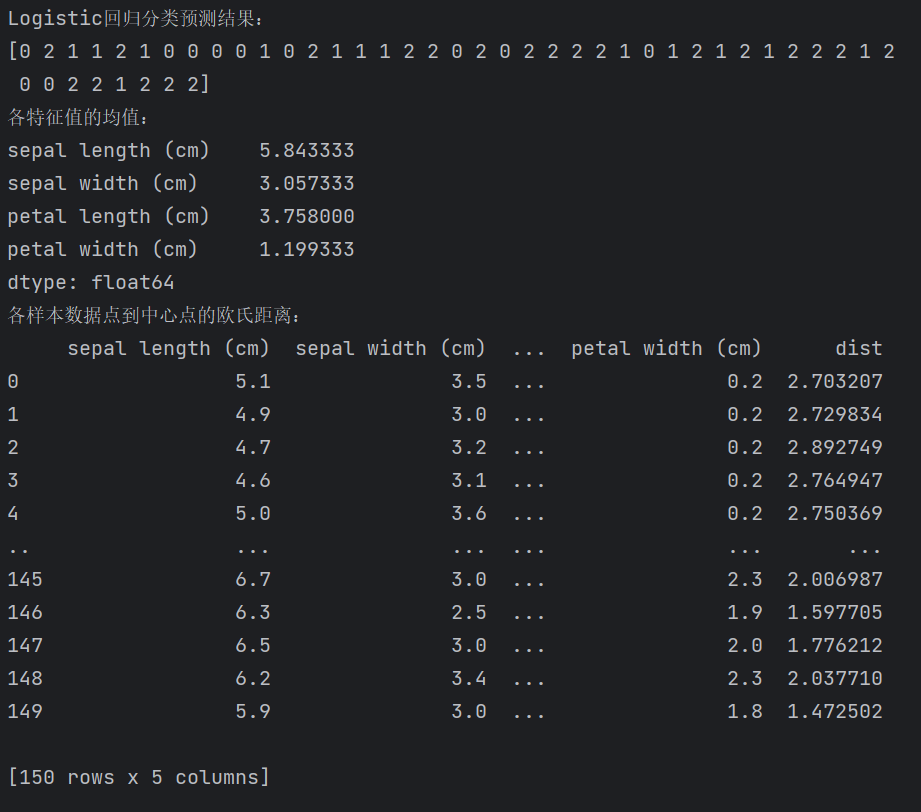 Logistic回归分类预测结果:
[0 2 1 1 2 1 0 0 0 0 1 0 2 1 1 1 2 2 0 2 0 2 2 2 2 1 0 1 2 1 2 1 2 2 2 1 2
 0 0 2 2 1 2 2 2]
各特征值的均值:
sepal length (cm)    5.843333
sepal width (cm)     3.057333
petal length (cm)    3.758000
petal width (cm)     1.199333
dtype: float64
各样本数据点到中心点的欧氏距离:
     sepal length (cm)  sepal width (cm)  ...  petal width (cm)      dist
0                  5.1               3.5  ...               0.2  2.703207
1                  4.9               3.0  ...               0.2  2.729834
2                  4.7               3.2  ...               0.2  2.892749
3                  4.6               3.1  ...               0.2  2.764947
4                  5.0               3.6  ...               0.2  2.750369
..                 ...               ...  ...               ...       ...
145                6.7               3.0  ...               2.3  2.006987
146                6.3               2.5  ...               1.9  1.597705
147                6.5               3.0  ...               2.0  1.776212
148                6.2               3.4  ...               2.3  2.037710
149                5.9               3.0  ...               1.8  1.472502
[150 rows x 5 columns]